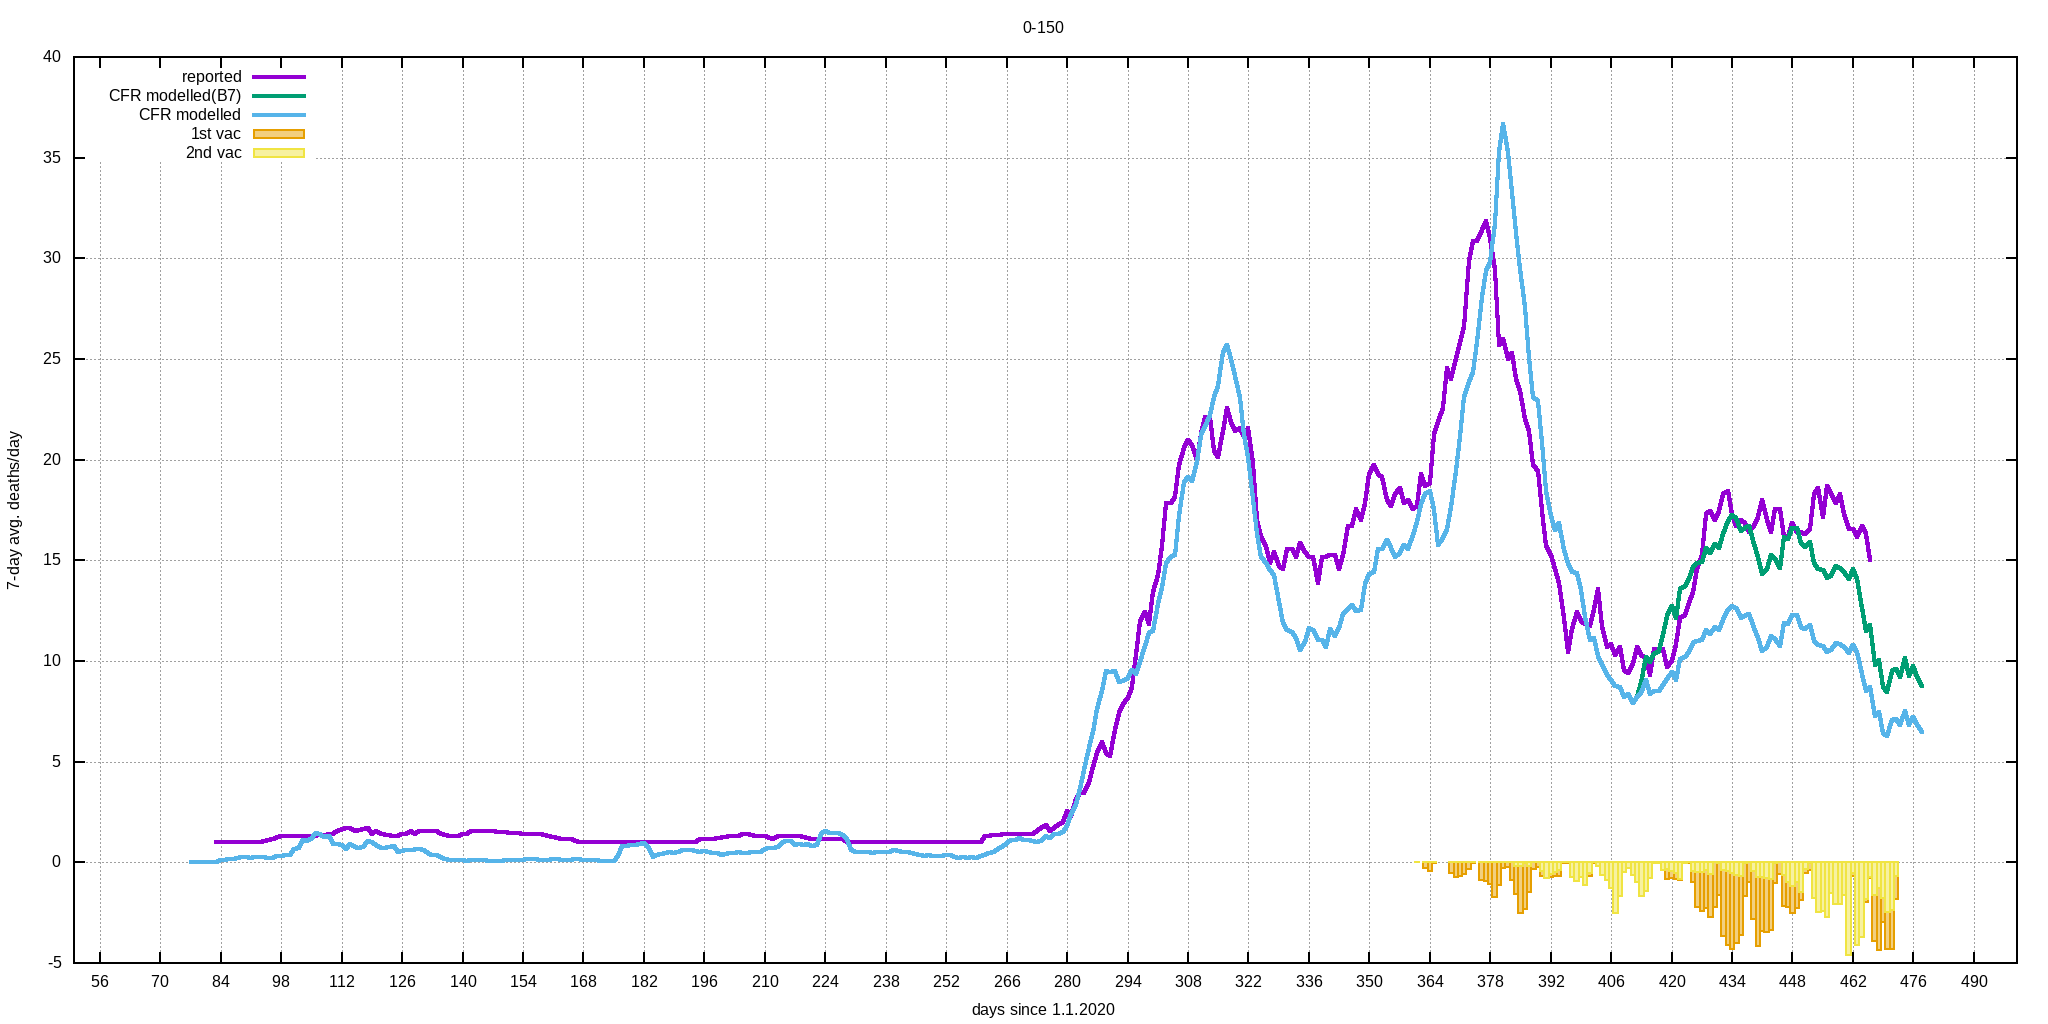 0-150
40
35
30
25
20
15
10
5
0
-5
7-day avg. deaths/day
reported
CFR modelled(B7)
CFR modelled
1st vac
2nd vac
56 70 84 98 112 126 140 154 168 182 196 210 224 238 252 266 280 294 308 322 336 350 364 378 392 406 420 434 448 462 476 490
days since 1.1.2020